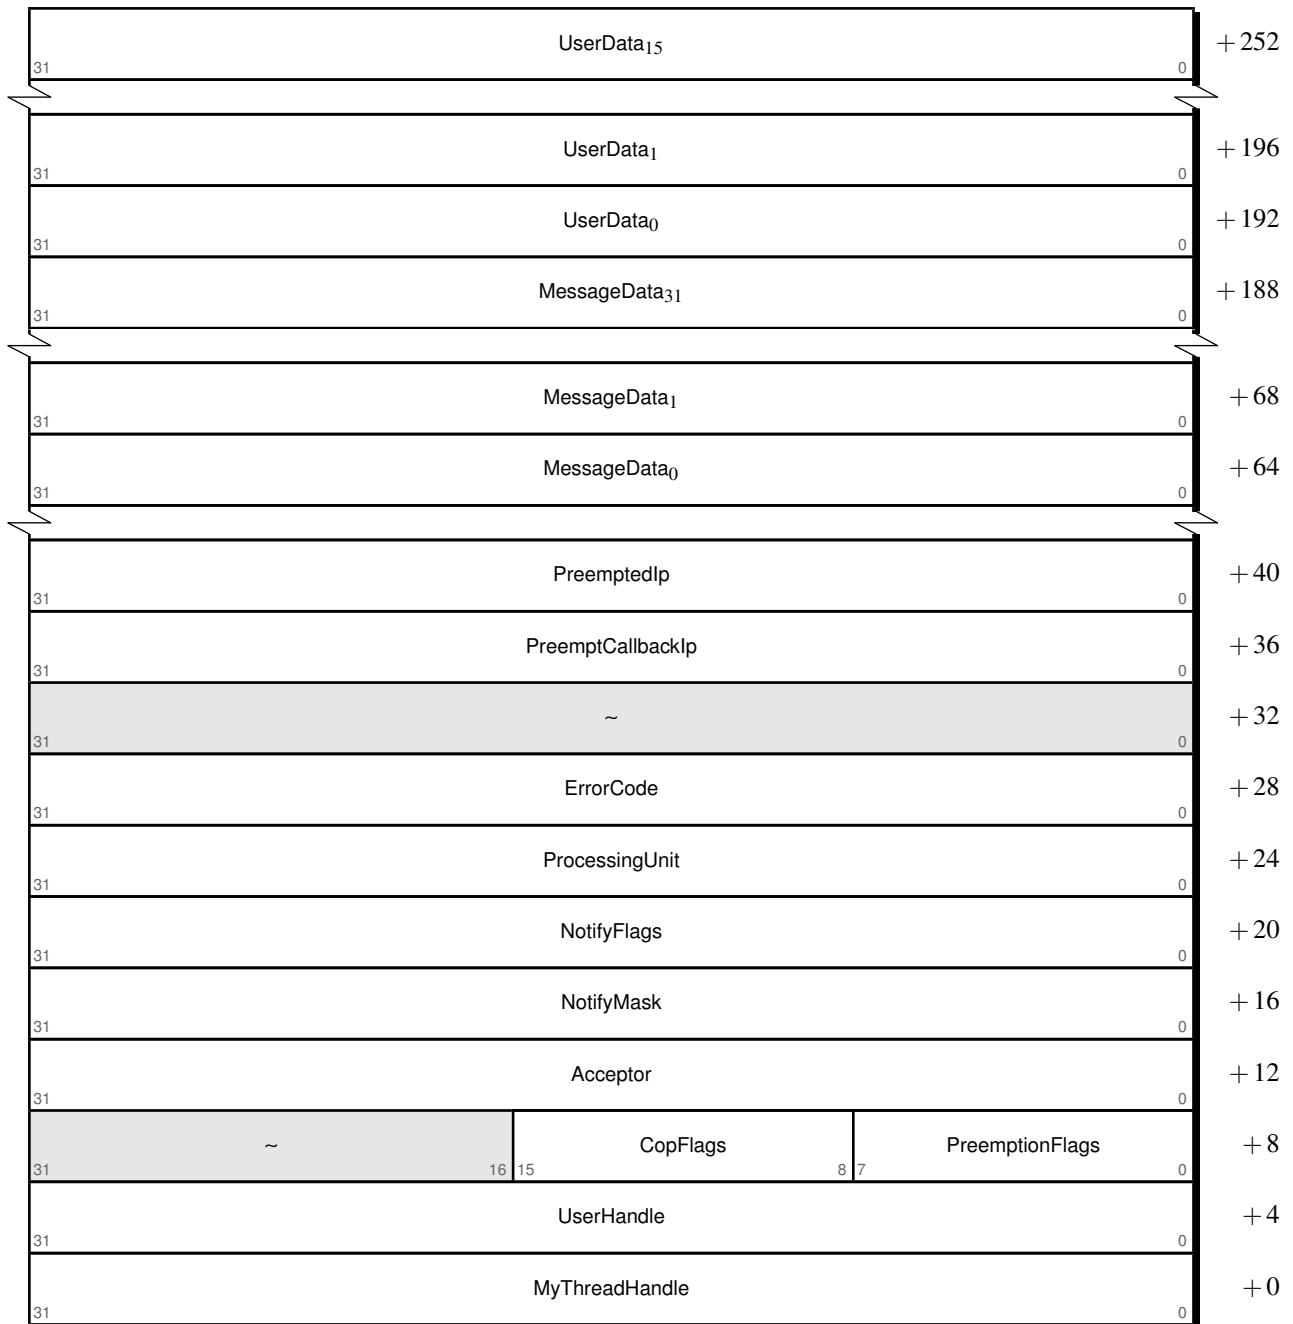 UserData15 +252
31 0
UserData1 +196
31 0
UserData0 +192
31 0
MessageData31 +188
31 0
MessageData1 +68
31 0
MessageData0 +64
31 0
PreemptedIp +40
31 0
PreemptCallbackIp +36
31 0
~ +32
31 0
ErrorCode +28
31 0
ProcessingUnit +24
31 0
NotifyFlags +20
31 0
NotifyMask +16
31 0
Acceptor +12
31 0
~ CopFlags PreemptionFlags +8
31 16 15 8 7 0
UserHandle +4
31 0
MyThreadHandle +0
31 0